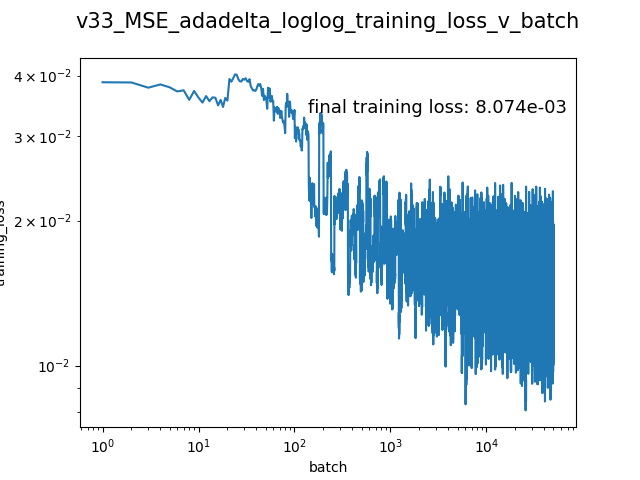 v33_MSE_adadelta_loglog_training_loss_v_batch
final training loss: 8.074e-03
4 × 10⁻²
3 × 10⁻²
2 × 10⁻²
10⁻²
training_loss
10⁰ 10¹ 10² 10³ 10⁴
batch